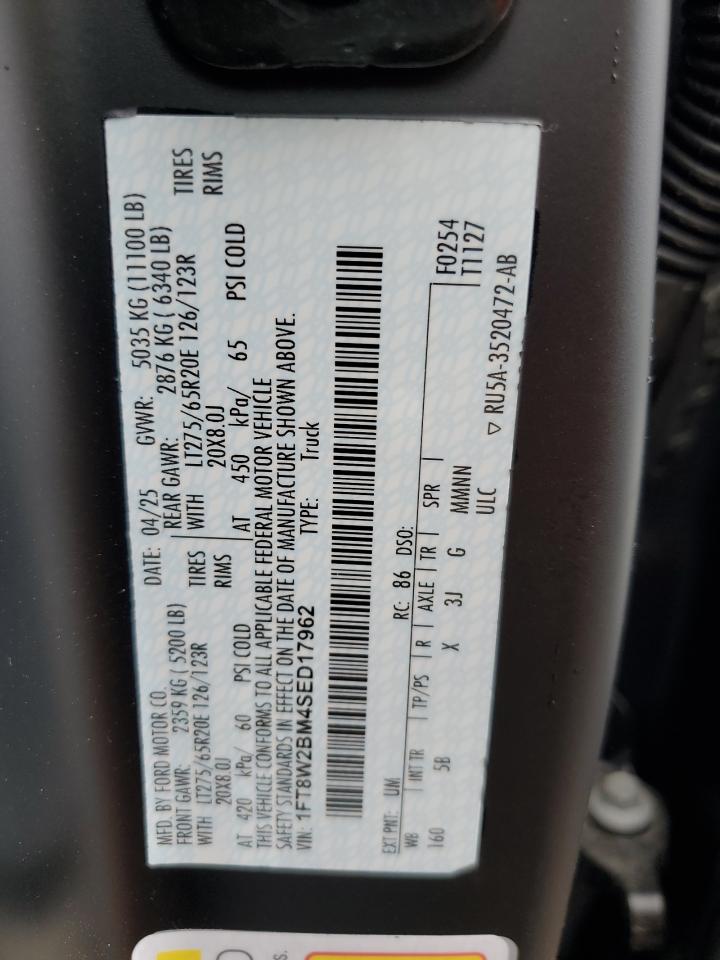 MFD. BY FORD MOTOR CO. DATE: 04/25 GVWR: 5035 KG (11100 LB)
FRONT GAWR: 2359 KG ( 5200 LB) REAR GAWR: 2876 KG ( 6340 LB)
WITH LT275/65R20E 126/123R TIRES WITH LT275/65R20E 126/123R TIRES
20X8.0J RIMS 20X8.0J RIMS
AT 420 kPa/ 60 PSI COLD AT 450 kPa/ 65 PSI COLD
THIS VEHICLE CONFORMS TO ALL APPLICABLE FEDERAL MOTOR VEHICLE
SAFETY STANDARDS IN EFFECT ON THE DATE OF MANUFACTURE SHOWN ABOVE.
VIN: 1FT8W2BM4SED17962 TYPE: Truck
EXT PNT: UM RC: 86 DSO: F0254
WB INT TR TP/PS R AXLE TR SPR T1127
160 5B X 3J G MMNNN
ULC ▽ RU5A-3520472-AB
s.